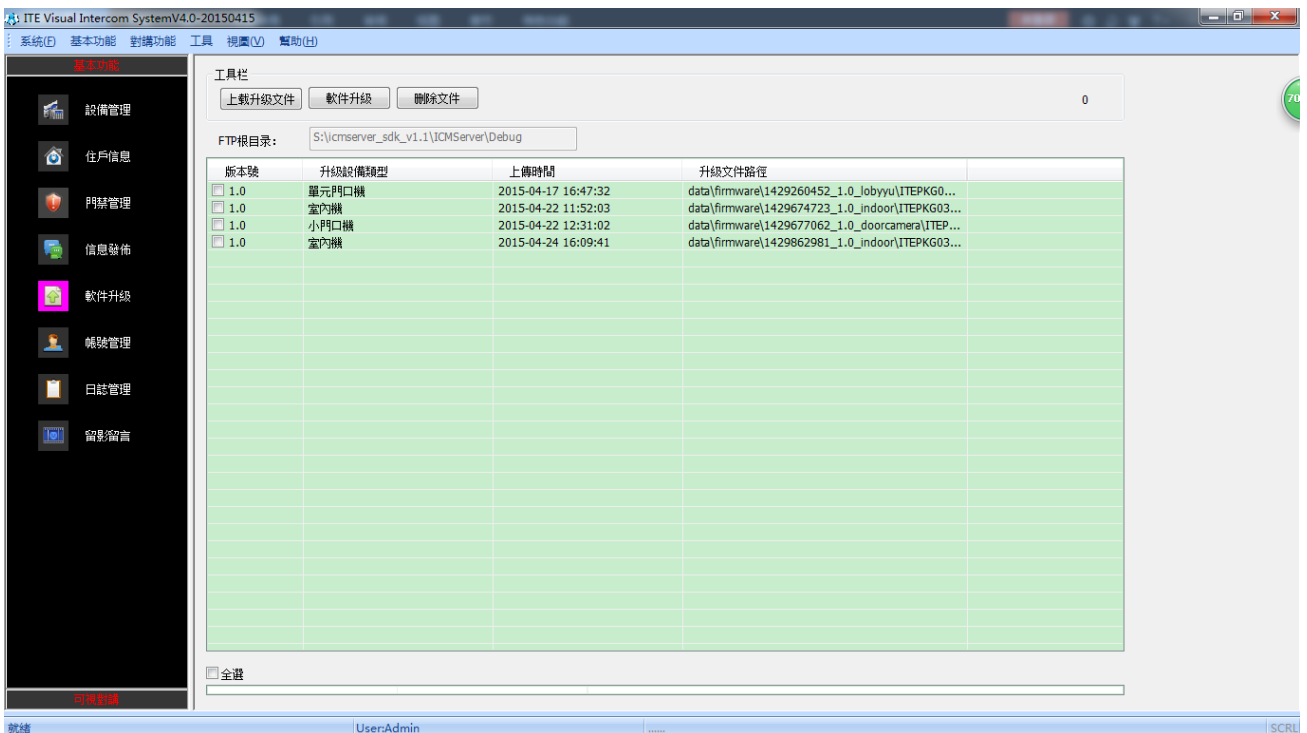 ITE Visual Intercom SystemV4.0-20150415
系统(F) 基本功能 對講功能 工具 視圖(V) 幫助(H)
基本功能
設備管理
住戶信息
門禁管理
信息發佈
軟件升級
帳號管理
日誌管理
留影留言
可視對講
工具栏
上载升级文件 軟件升級 刪除文件
0
70
FTP根目录: S:\icmserver_sdk_v1.1\ICMServer\Debug
版本號 升級設備類型 上傳時間 升級文件路徑
1.0 單元門口機 2015-04-17 16:47:32 data\firmware\1429260452_1.0_lobyyu\ITEPKG0...
1.0 室內機 2015-04-22 11:52:03 data\firmware\1429674723_1.0_indoor\ITEPKG03...
1.0 小門口機 2015-04-22 12:31:02 data\firmware\1429677062_1.0_doorcamera\ITEP...
1.0 室內機 2015-04-24 16:09:41 data\firmware\1429862981_1.0_indoor\ITEPKG03...
全選
就绪 User:Admin ...... SCRL